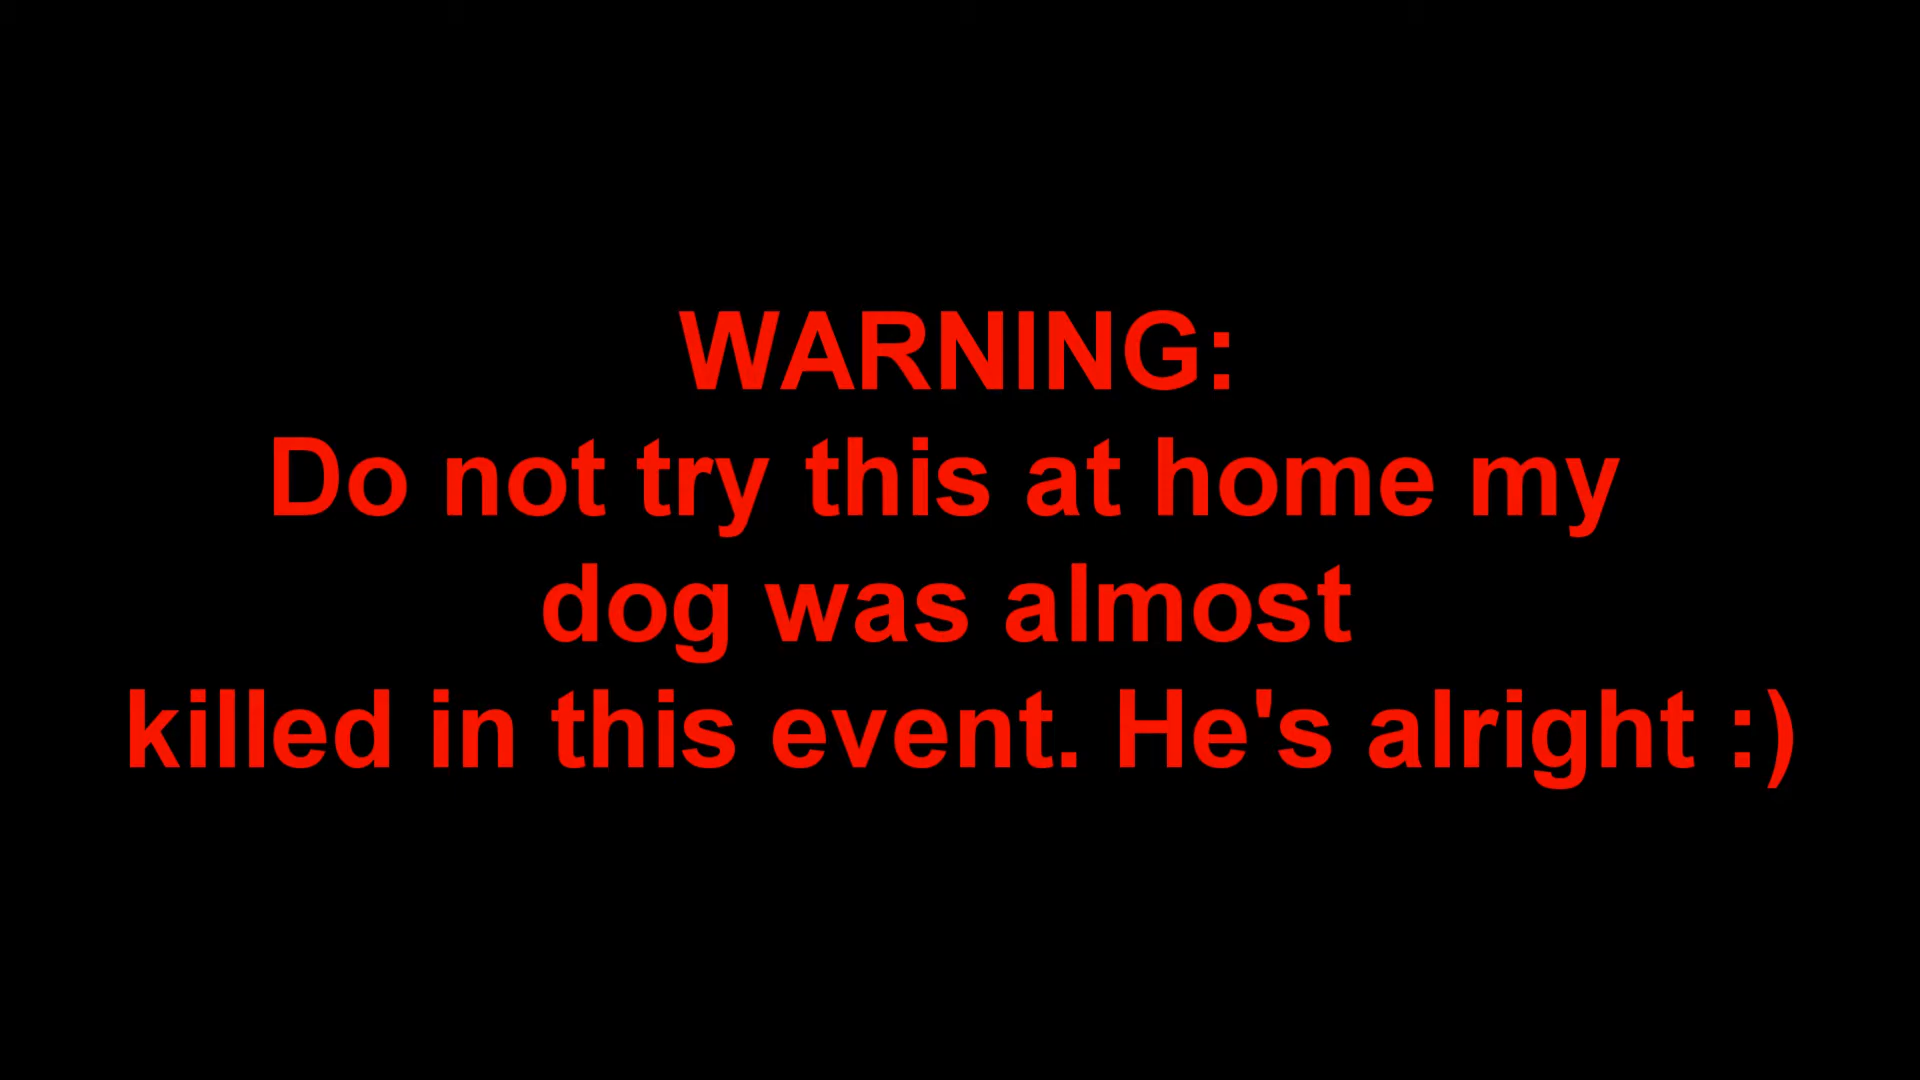 WARNING:
Do not try this at home my
dog was almost
killed in this event. He's alright :)